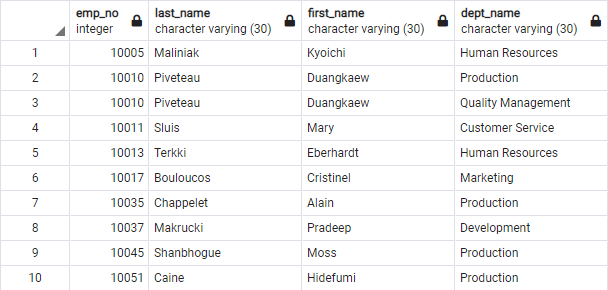 emp_no last_name first_name dept_name
integer character varying (30) character varying (30) character varying (30)
1 10005 Maliniak Kyoichi Human Resources
2 10010 Piveteau Duangkaew Production
3 10010 Piveteau Duangkaew Quality Management
4 10011 Sluis Mary Customer Service
5 10013 Terkki Eberhardt Human Resources
6 10017 Bouloucos Cristinel Marketing
7 10035 Chappelet Alain Production
8 10037 Makrucki Pradeep Development
9 10045 Shanbhogue Moss Production
10 10051 Caine Hidefumi Production